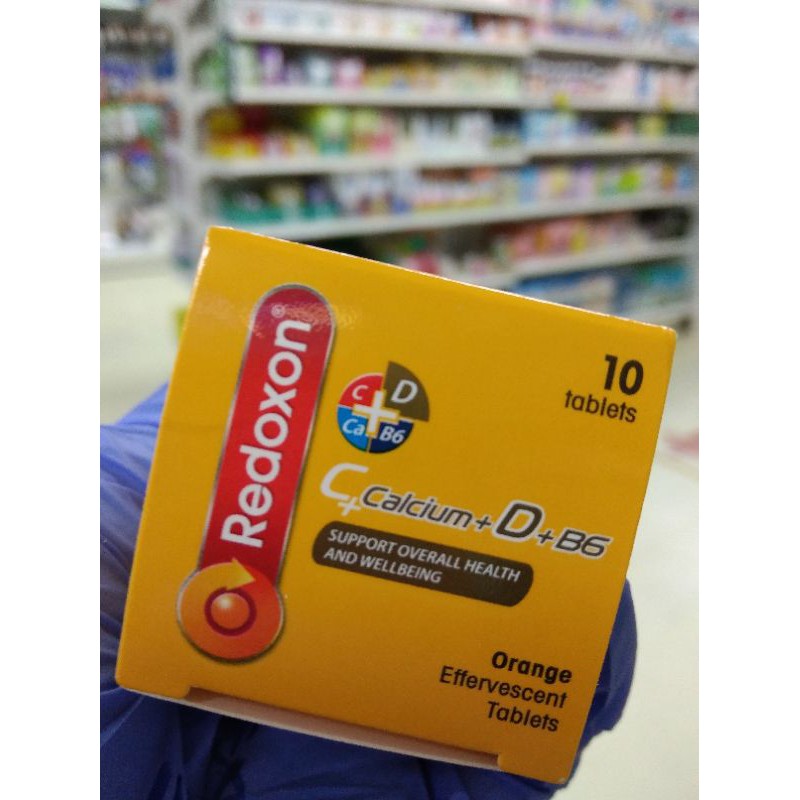 Redoxon®
10
tablets
C D
Ca B6
C+Calcium+D+B6
SUPPORT OVERALL HEALTH
AND WELLBEING
Orange
Effervescent
Tablets